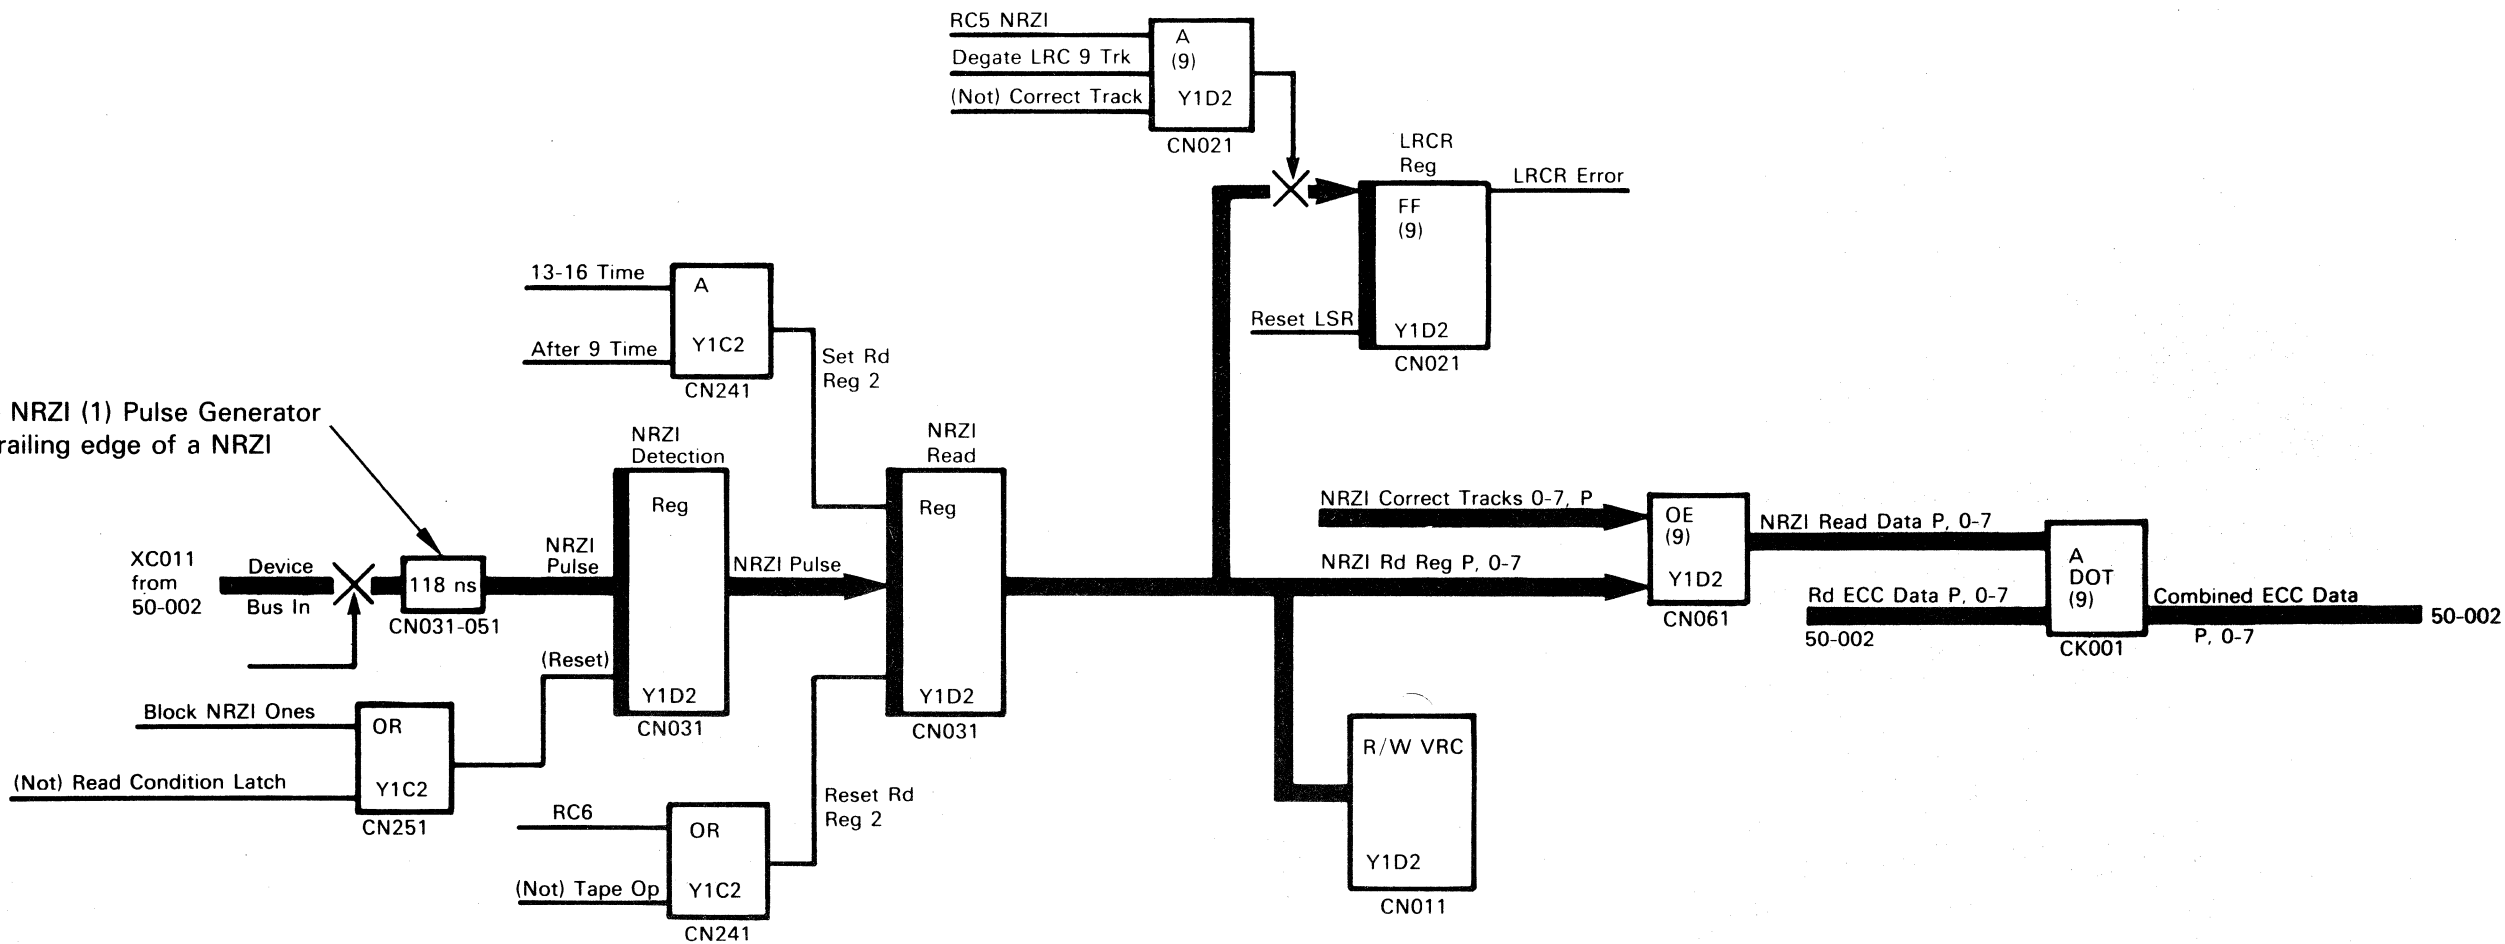 RC5 NRZI
Degate LRC 9 Trk
(Not) Correct Track
A
(9)
Y1D2
CN021
LRCR
Reg
FF
(9)
Reset LSR
Y1D2
CN021
LRCR Error
13-16 Time
After 9 Time
A
Y1C2
CN241
Set Rd
Reg 2
NRZI (1) Pulse Generator
railing edge of a NRZI
XC011
from
50-002
Device
Bus In
118 ns
CN031-051
NRZI
Pulse
NRZI
Detection
Reg
(Reset)
Y1D2
CN031
NRZI Pulse
NRZI
Read
Reg
Y1D2
CN031
Block NRZI Ones
(Not) Read Condition Latch
OR
Y1C2
CN251
RC6
(Not) Tape Op
OR
Y1C2
CN241
Reset Rd
Reg 2
NRZI Correct Tracks 0-7, P
NRZI Rd Reg P, 0-7
OE
(9)
Y1D2
CN061
NRZI Read Data P, 0-7
Rd ECC Data P, 0-7
50-002
A
DOT
(9)
CK001
Combined ECC Data
P, 0-7
50-002
R/W VRC
Y1D2
CN011